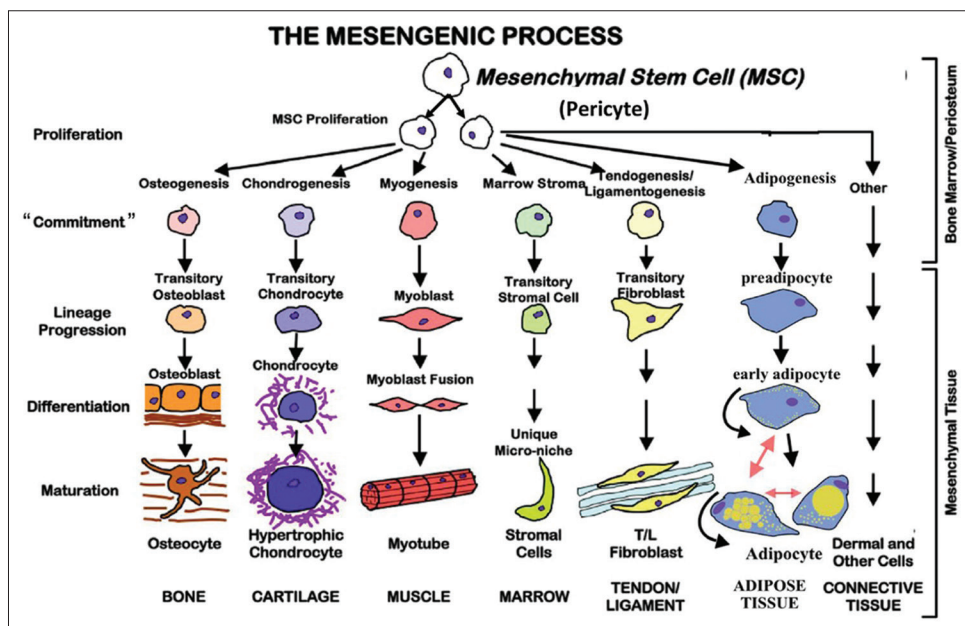 THE MESENGENIC PROCESS
Mesenchymal Stem Cell (MSC)
(Pericyte)
MSC Proliferation
Proliferation
Osteogenesis
Chondrogenesis
Myogenesis
Marrow Stroma
Tendogenesis/
Ligamentogenesis
Adipogenesis
Other
"Commitment"
Transitory
Osteoblast
Transitory
Chondrocyte
Myoblast
Transitory
Stromal Cell
Transitory
Fibroblast
preadipocyte
Lineage
Progression
Osteoblast
Chondrocyte
Myoblast Fusion
early adipocyte
Differentiation
Unique
Micro-niche
Maturation
Osteocyte
Hypertrophic
Chondrocyte
Myotube
Stromal
Cells
T/L
Fibroblast
Adipocyte
Dermal and
Other Cells
BONE
CARTILAGE
MUSCLE
MARROW
TENDON/
LIGAMENT
ADIPOSE
TISSUE
CONNECTIVE
TISSUE
Bone Marrow/Periosteum
Mesenchymal Tissue